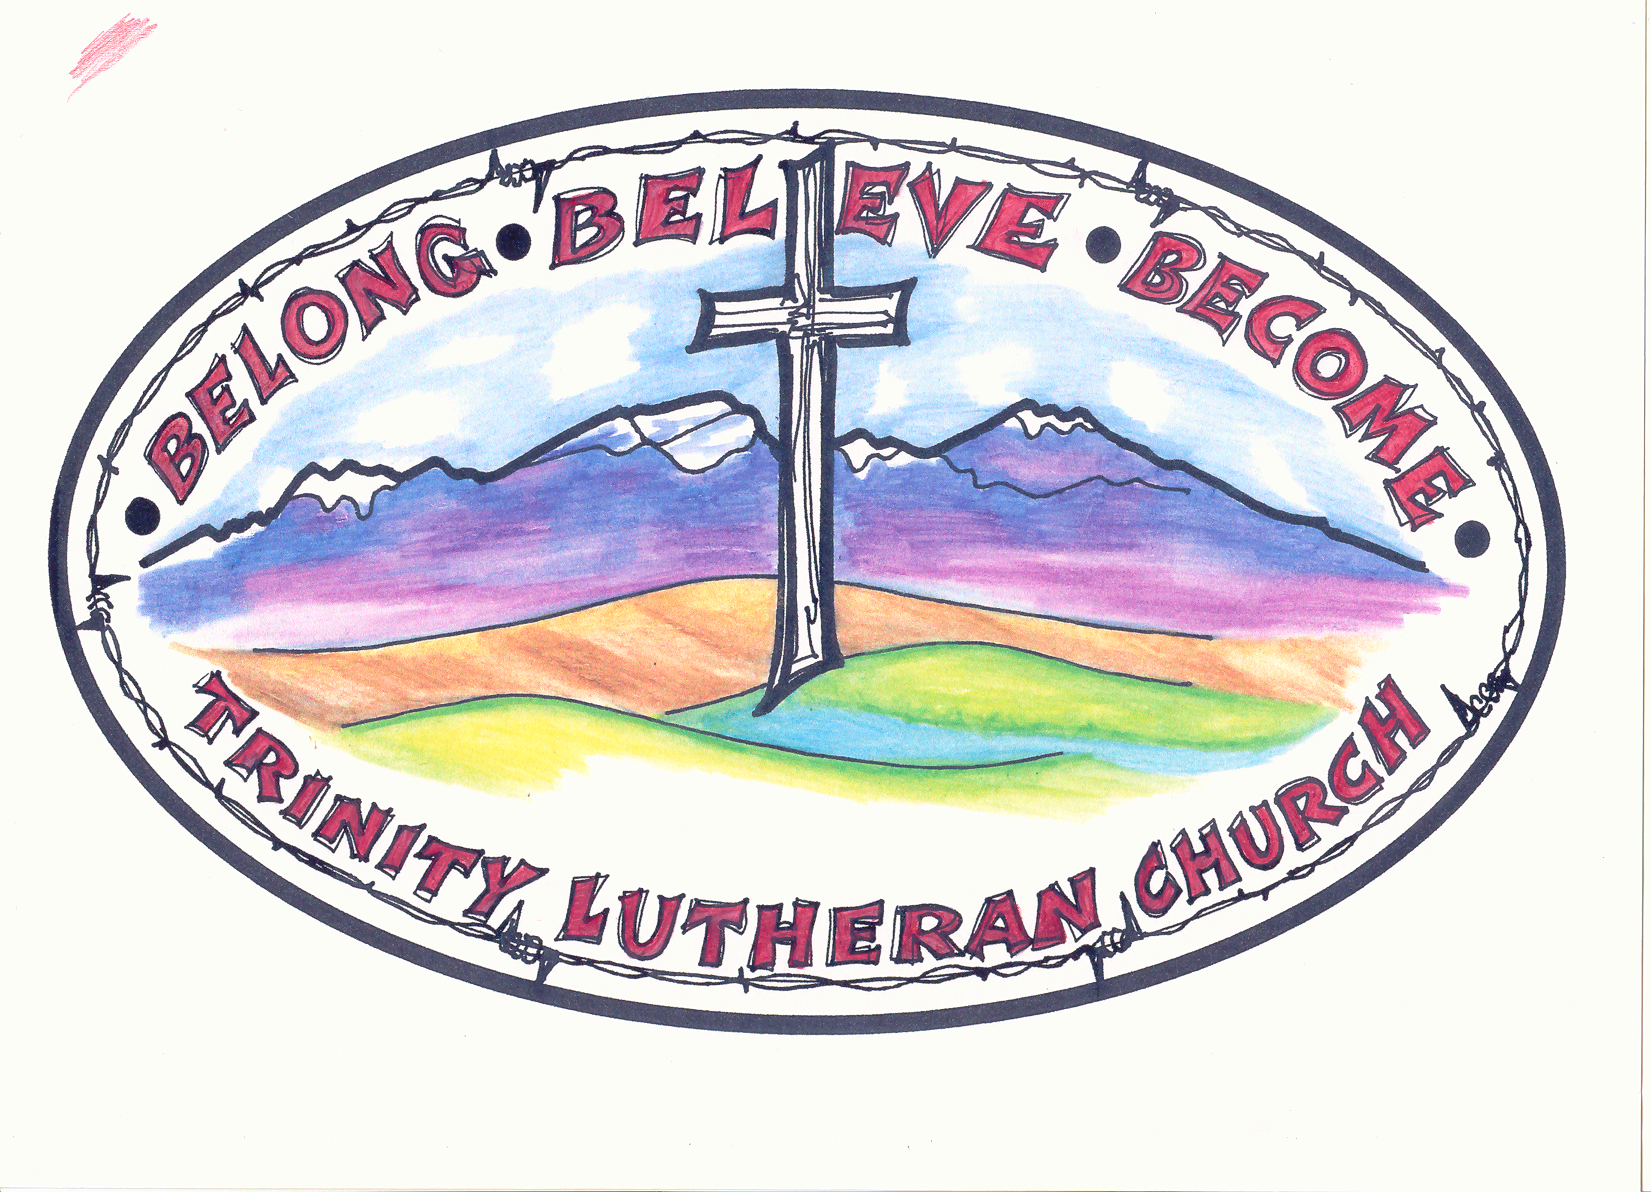 • BELONG • BELIEVE • BECOME •
TRINITY LUTHERAN CHURCH